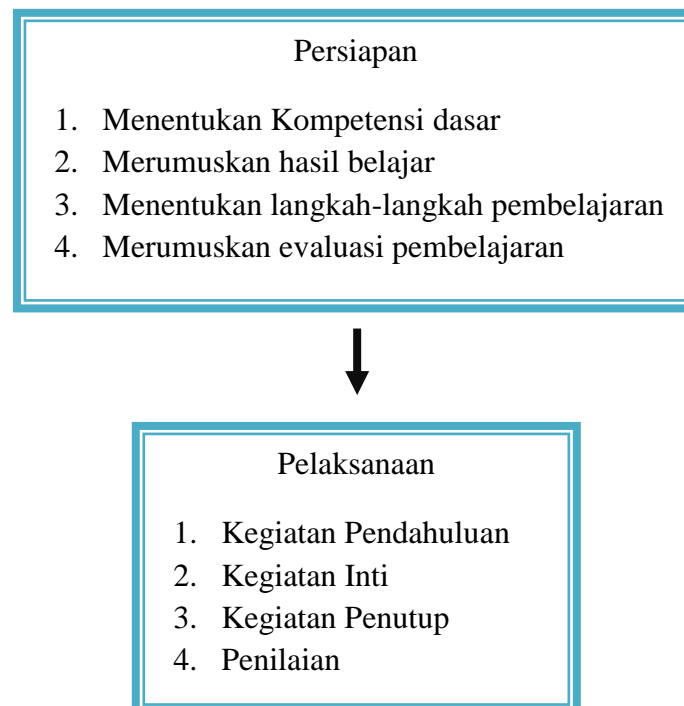 Persiapan
1. Menentukan Kompetensi dasar
2. Merumuskan hasil belajar
3. Menentukan langkah-langkah pembelajaran
4. Merumuskan evaluasi pembelajaran
Pelaksanaan
1. Kegiatan Pendahuluan
2. Kegiatan Inti
3. Kegiatan Penutup
4. Penilaian